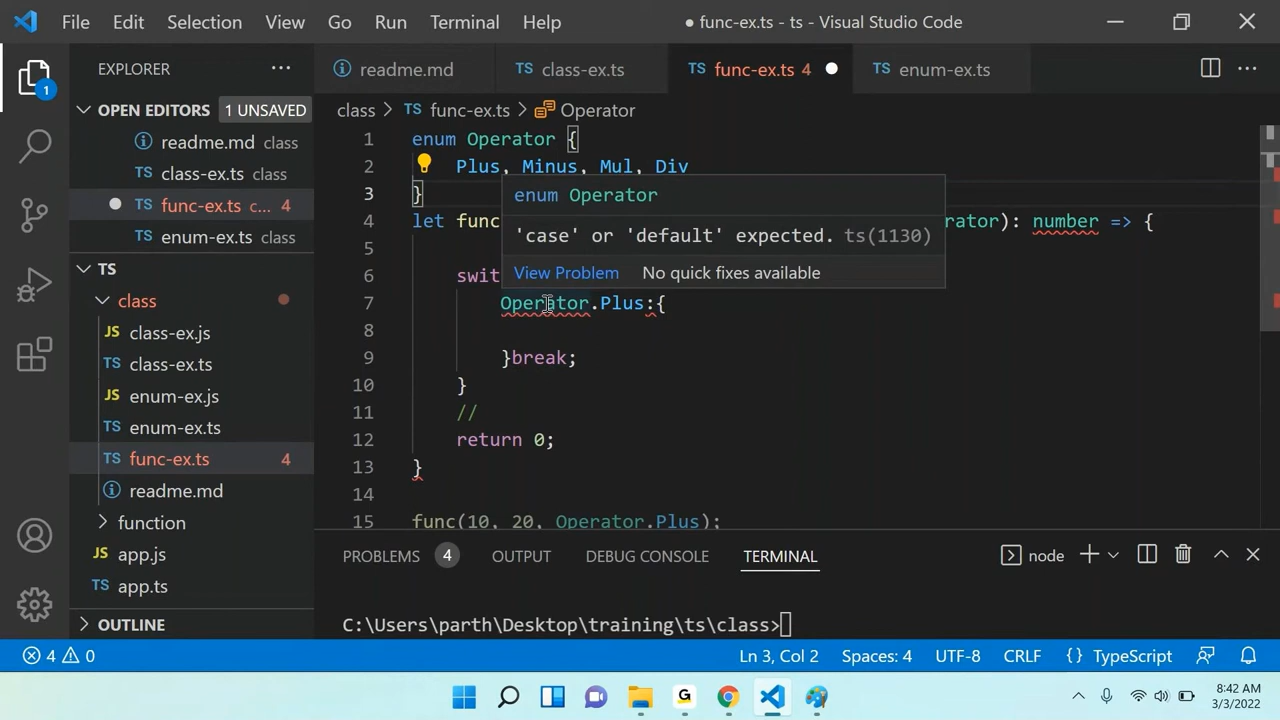 File Edit Selection View Go Run Terminal Help ● func-ex.ts - ts - Visual Studio Code
EXPLORER ···
readme.md TS class-ex.ts TS func-ex.ts 4 TS enum-ex.ts
OPEN EDITORS 1 UNSAVED
class > TS func-ex.ts > Operator
readme.md class
TS class-ex.ts class
func-ex.ts c... 4
TS enum-ex.ts class
TS
class
JS class-ex.js
TS class-ex.ts
JS enum-ex.js
TS enum-ex.ts
TS func-ex.ts 4
readme.md
function
JS app.js
TS app.ts
OUTLINE
1
1 enum Operator {
2 Plus, Minus, Mul, Div
3 }
4 let func rator): number => {
5
6 swit
7 Operator.Plus:{
8
9 }break;
10 }
11 //
12 return 0;
13 }
14
15 func(10, 20, Operator.Plus);
enum Operator
'case' or 'default' expected. ts(1130)
View Problem No quick fixes available
PROBLEMS 4 OUTPUT DEBUG CONSOLE TERMINAL node
C:\Users\parth\Desktop\training\ts\class>
4 0 Ln 3, Col 2 Spaces: 4 UTF-8 CRLF {} TypeScript
G
8:42 AM
3/3/2022